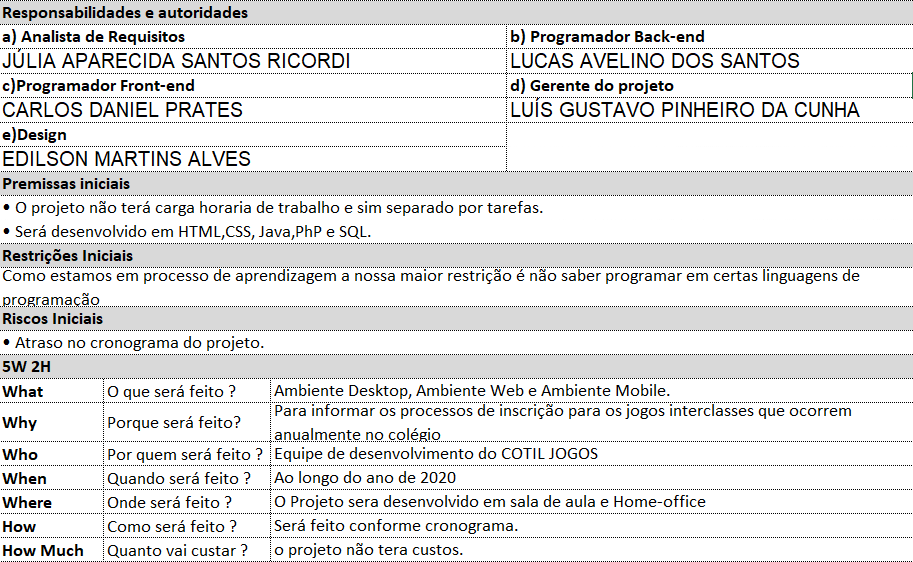 Responsabilidades e autoridades
a) Analista de Requisitos
b) Programador Back-end
JÚLIA APARECIDA SANTOS RICORDI
LUCAS AVELINO DOS SANTOS
c)Programador Front-end
d) Gerente do projeto
CARLOS DANIEL PRATES
LUÍS GUSTAVO PINHEIRO DA CUNHA
e)Design
EDILSON MARTINS ALVES
Premissas iniciais
• O projeto não terá carga horaria de trabalho e sim separado por tarefas.
• Será desenvolvido em HTML,CSS, Java,PhP e SQL.
Restrições Iniciais
Como estamos em processo de aprendizagem a nossa maior restrição é não saber programar em certas linguagens de
programação
Riscos Iniciais
• Atraso no cronograma do projeto.
5W 2H
What O que será feito ? Ambiente Desktop, Ambiente Web e Ambiente Mobile.
Why Porque será feito? Para informar os processos de inscrição para os jogos interclasses que ocorrem
anualmente no colégio
Who Por quem será feito ? Equipe de desenvolvimento do COTIL JOGOS
When Quando será feito ? Ao longo do ano de 2020
Where Onde será feito ? O Projeto sera desenvolvido em sala de aula e Home-office
How Como será feito ? Será feito conforme cronograma.
How Much Quanto vai custar ? o projeto não tera custos.